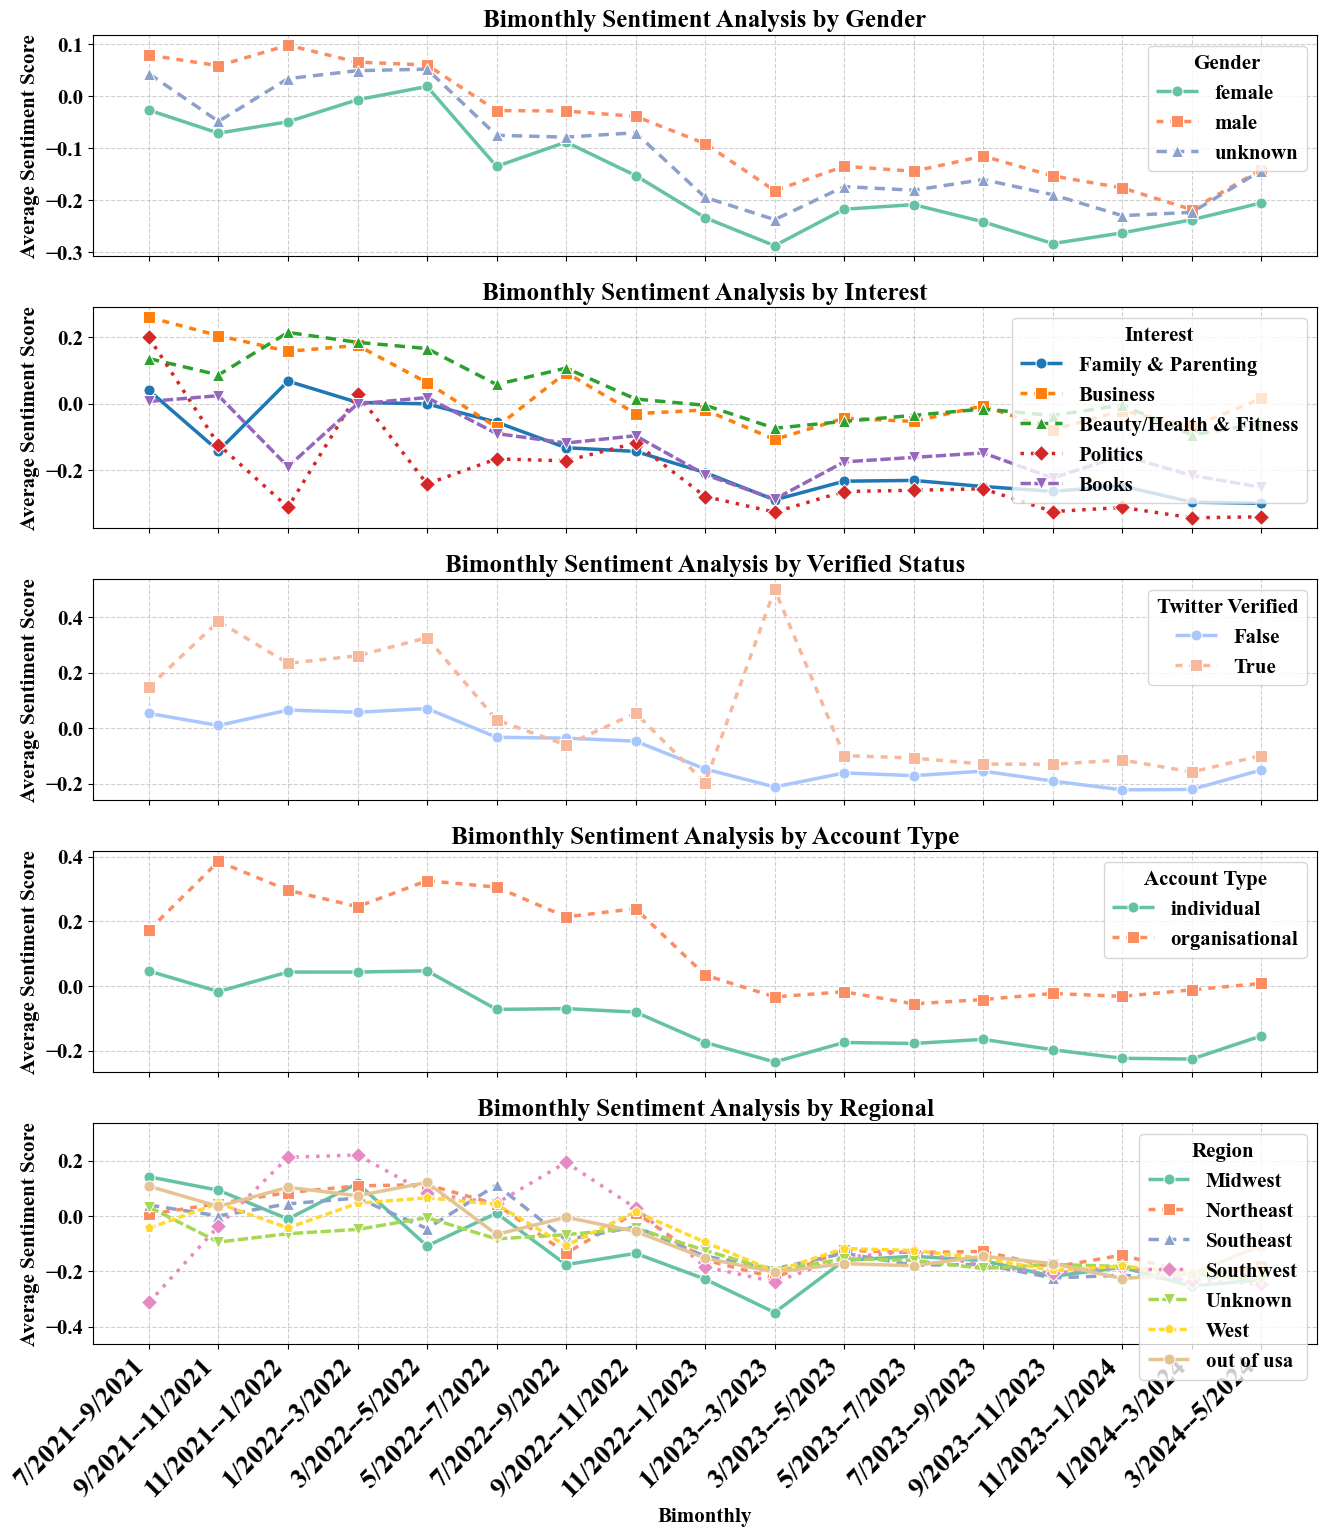 Bimonthly Sentiment Analysis by Gender
Average Sentiment Score
0.1
0.0
−0.1
−0.2
−0.3
Gender
female
male
unknown
Bimonthly Sentiment Analysis by Interest
Average Sentiment Score
0.2
0.0
−0.2
Interest
Family & Parenting
Business
Beauty/Health & Fitness
Politics
Books
Bimonthly Sentiment Analysis by Verified Status
Average Sentiment Score
0.4
0.2
0.0
−0.2
Twitter Verified
False
True
Bimonthly Sentiment Analysis by Account Type
Average Sentiment Score
0.4
0.2
0.0
−0.2
Account Type
individual
organisational
Bimonthly Sentiment Analysis by Regional
Average Sentiment Score
0.2
0.0
−0.2
−0.4
Region
Midwest
Northeast
Southeast
Southwest
Unknown
West
out of usa
7/2021--9/2021
9/2021--11/2021
11/2021--1/2022
1/2022--3/2022
3/2022--5/2022
5/2022--7/2022
7/2022--9/2022
9/2022--11/2022
11/2022--1/2023
1/2023--3/2023
3/2023--5/2023
5/2023--7/2023
7/2023--9/2023
9/2023--11/2023
11/2023--1/2024
1/2024--3/2024
3/2024--5/2024
Bimonthly